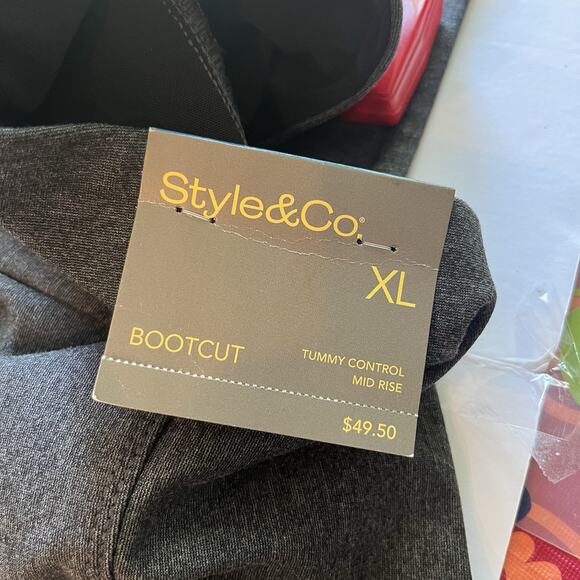 Style&Co.®
XL
BOOTCUT
TUMMY CONTROL
MID RISE
$49.50